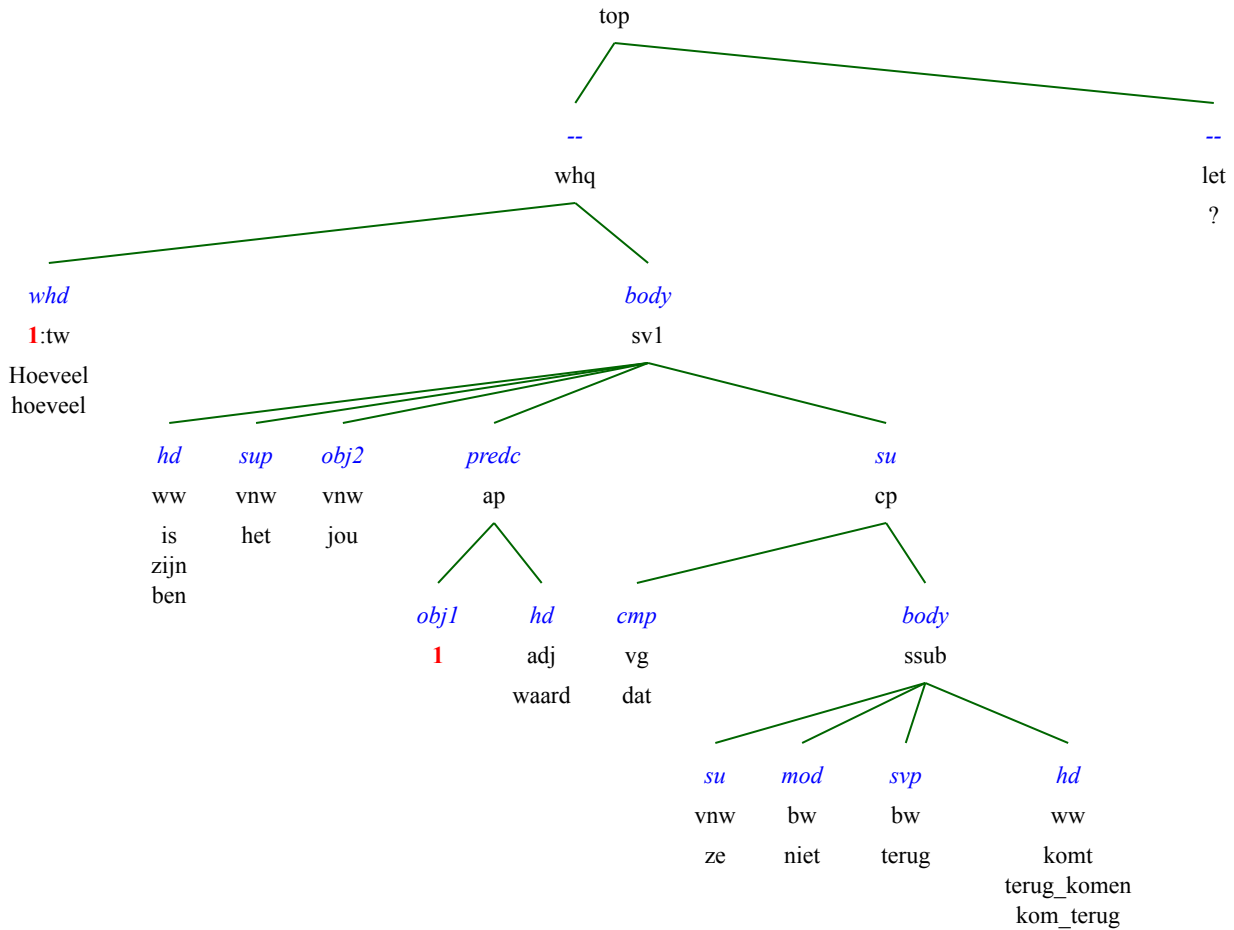 top
-- --
whq let
?
whd body
1:tw sv1
Hoeveel
hoeveel
hd sup obj2 predc su
ww vnw vnw ap cp
is het jou
zijn
ben
obj1 hd cmp body
1 adj vg ssub
waard dat
su mod svp hd
vnw bw bw ww
ze niet terug komt
terug_komen
kom_terug